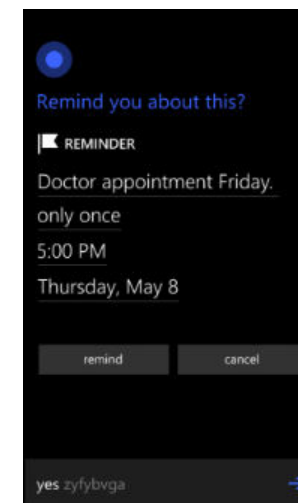 Remind you about this?
REMINDER
Doctor appointment Friday.
only once
5:00 PM
Thursday, May 8
remind cancel
yes zyfybvga